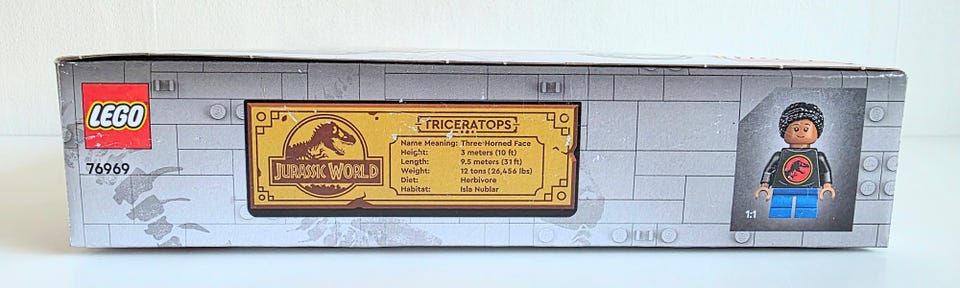 LEGO
76969
JURASSIC WORLD
TRICERATOPS
Name Meaning: Three-Horned Face
Height: 3 meters (10 ft)
Length: 9.5 meters (31 ft)
Weight: 12 tons (26,456 lbs)
Diet: Herbivore
Habitat: Isla Nublar
1:1